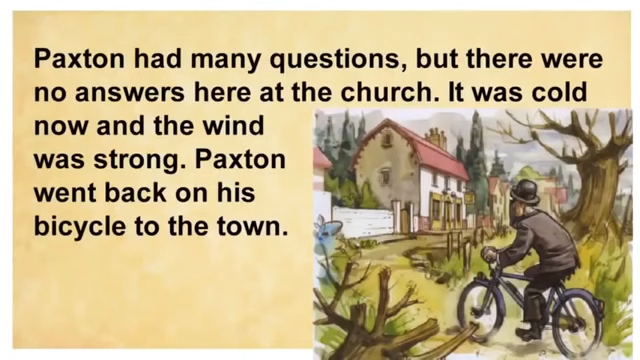 Paxton had many questions, but there were
no answers here at the church. It was cold
now and the wind
was strong. Paxton
went back on his
bicycle to the town.